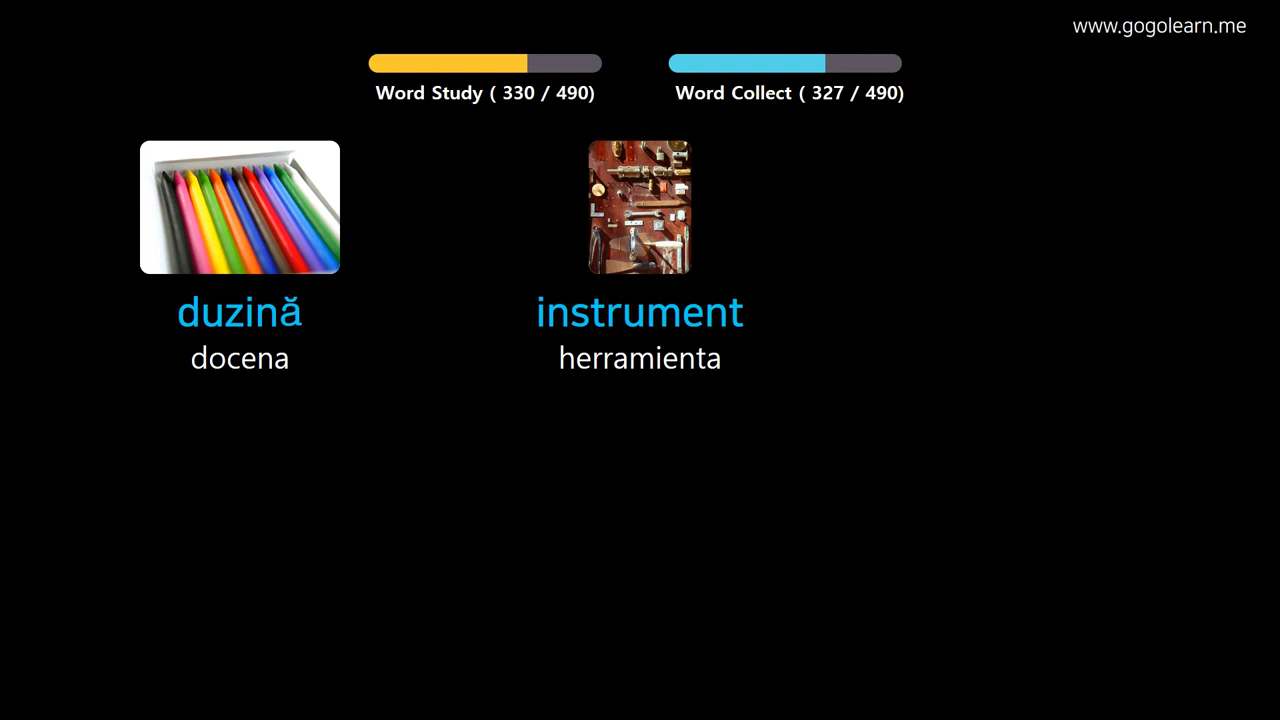 www.gogolearn.me
Word Study ( 330 / 490)
Word Collect ( 327 / 490)
duzină
docena
instrument
herramienta